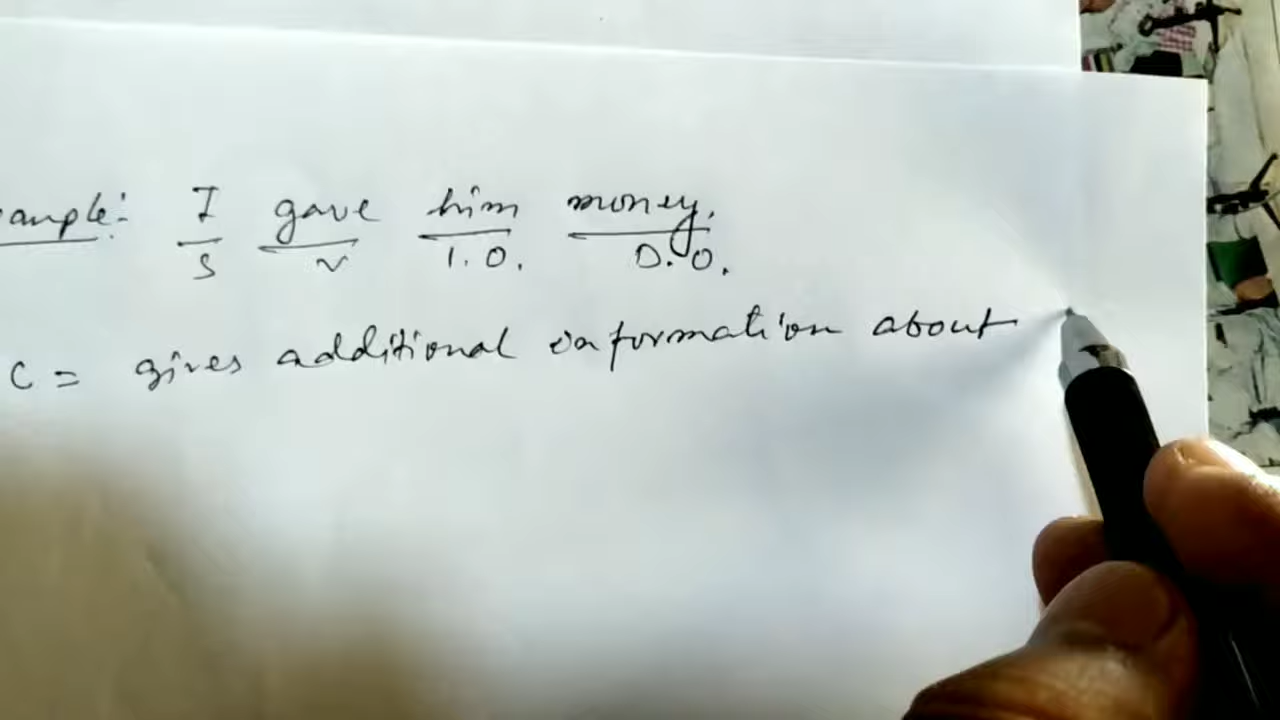 ample: I gave him money.
S V I.O. D.O.
C = gives additional information about